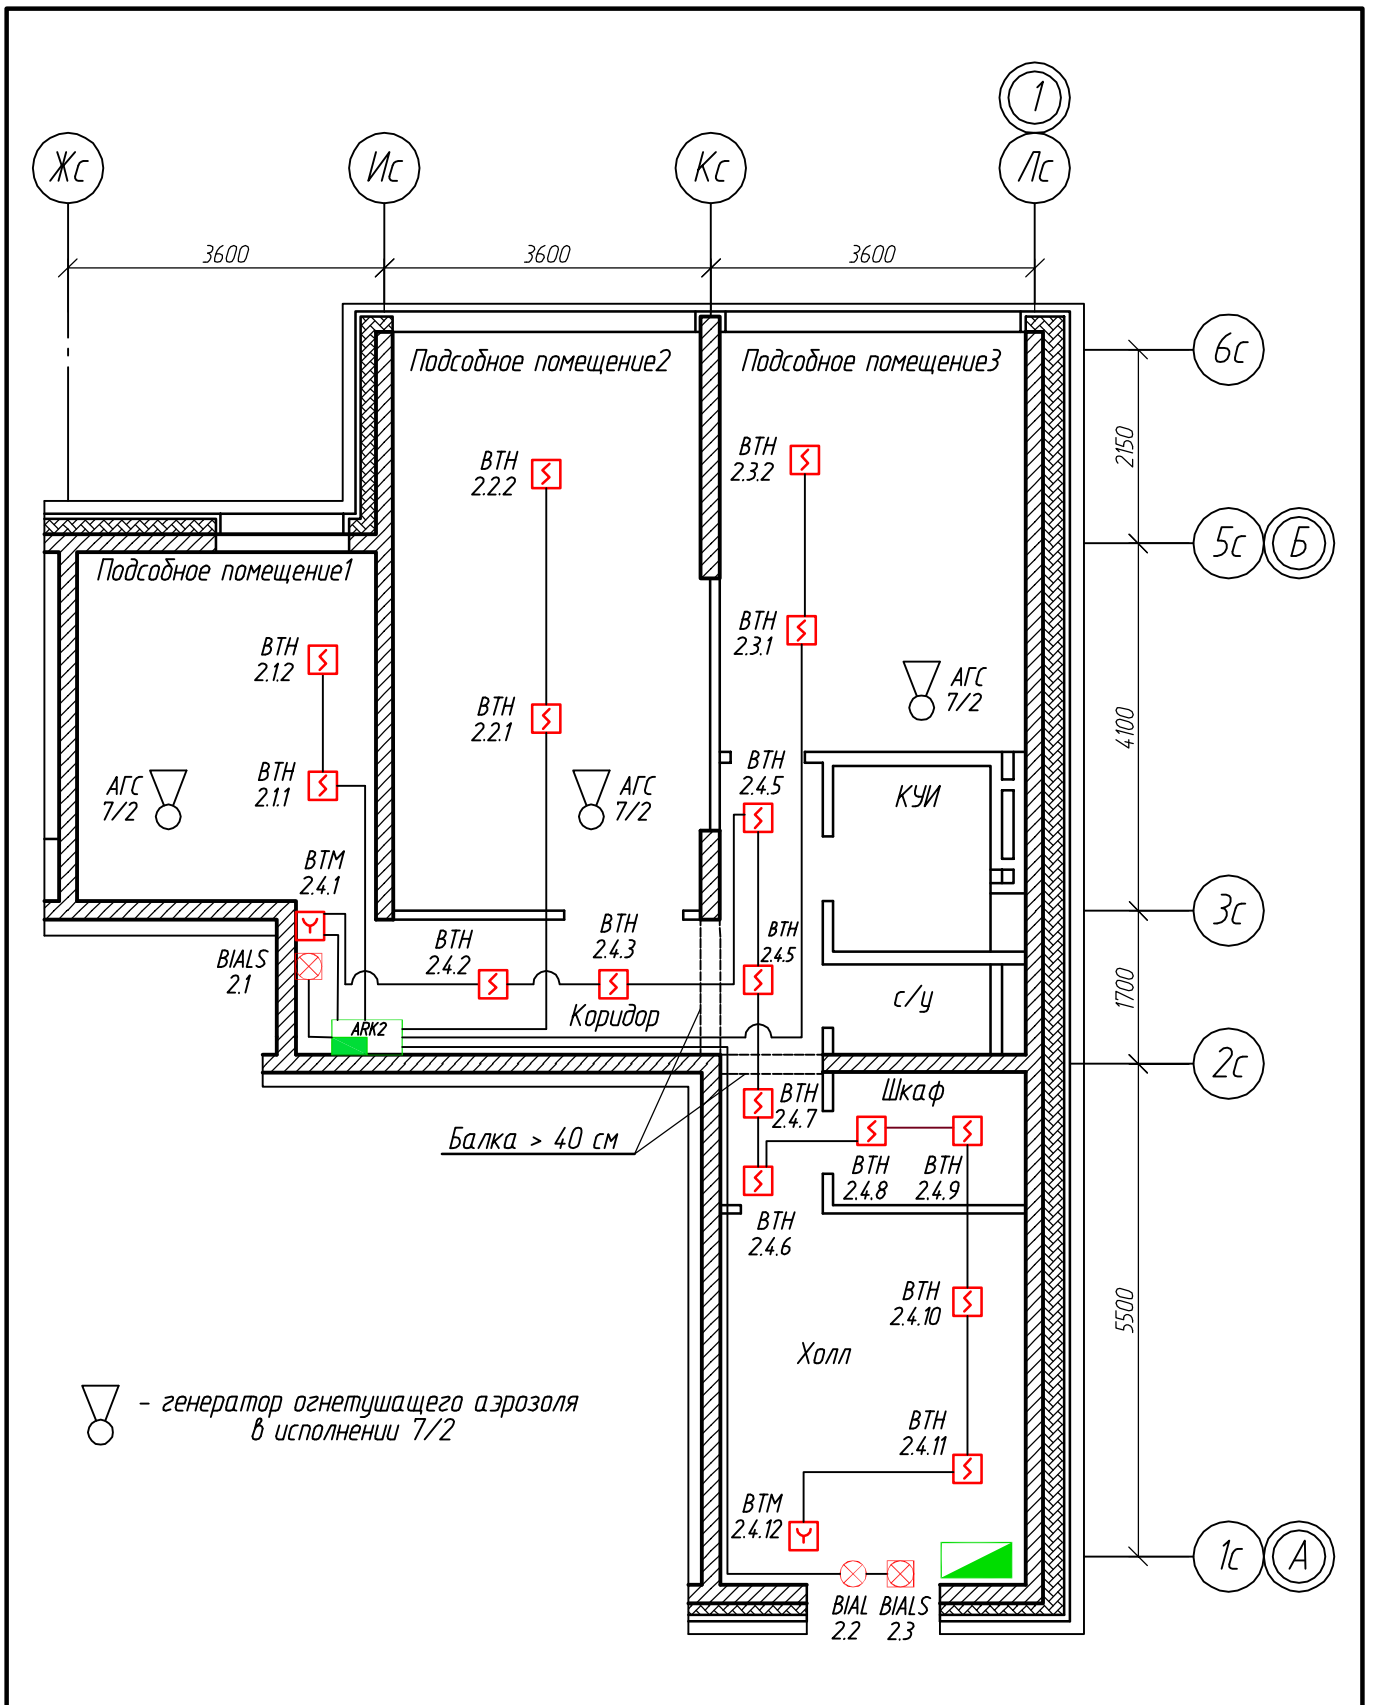 1
Жс
Ис
Кс
Лс
3600
3600
3600
6с
Подсобное помещение2
Подсобное помещение3
2150
ВТН
2.2.2
ВТН
2.3.2
5с
Б
Подсобное помещение1
ВТН
2.1.2
ВТН
2.3.1
АГС
7/2
ВТН
2.2.1
4100
ВТН
2.1.1
АГС
7/2
АГС
7/2
ВТН
2.4.5
КУИ
ВТМ
2.4.1
3с
ВТН
2.4.2
ВТН
2.4.3
ВТН
2.4.5
BIALS
2.1
1700
с/у
Коридор
ARK2
2с
Шкаф
ВТН
2.4.7
Балка > 40 см
ВТН
2.4.8
ВТН
2.4.9
ВТН
2.4.6
ВТН
2.4.10
5500
Холл
- генератор огнетушащего аэрозоля
в исполнении 7/2
ВТН
2.4.11
ВТМ
2.4.12
1с
А
BIAL
2.2
BIALS
2.3